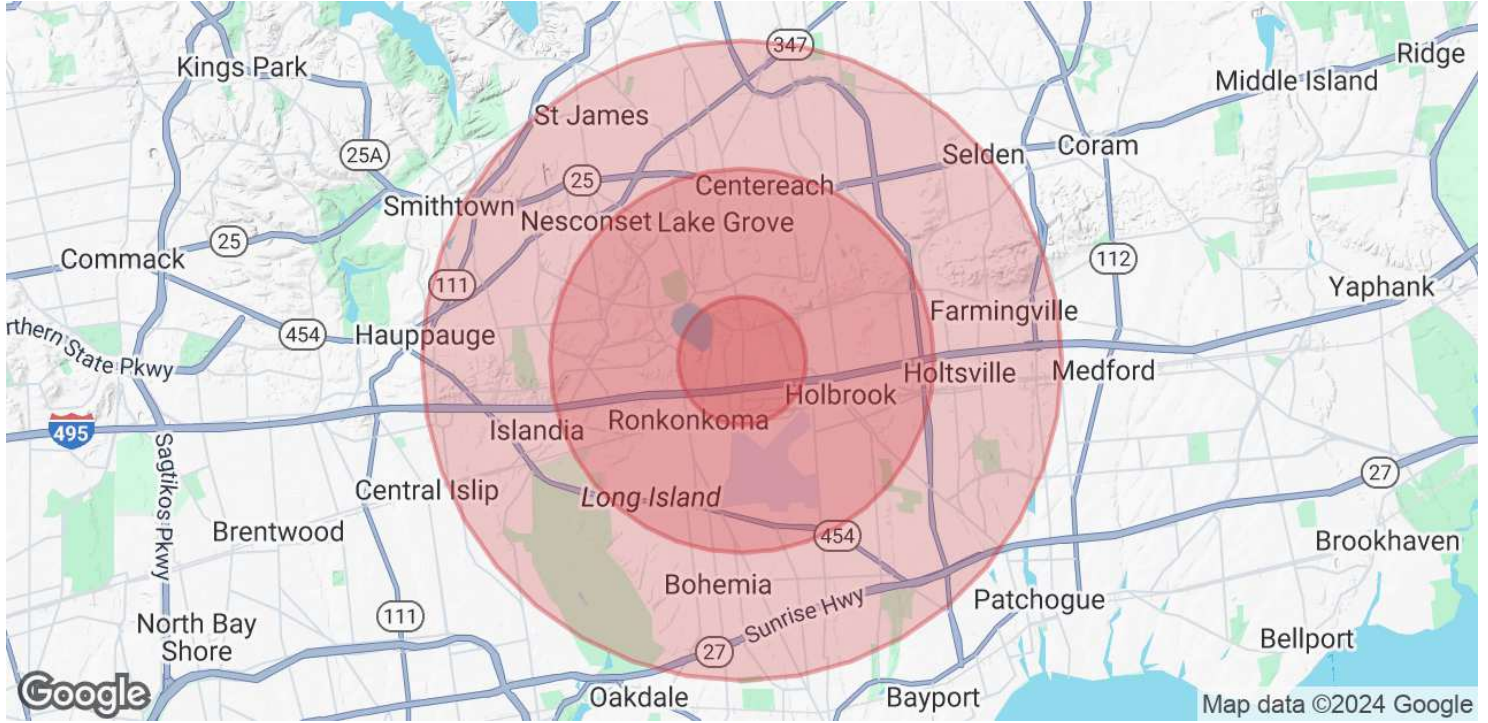 347
Ridge
Kings Park
Middle Island
St James
25A
Selden
Coram
25
Centereach
Smithtown
Nesconset
Lake Grove
25
Commack
112
111
Yaphank
Farmingville
454
Hauppauge
rthern State Pkwy
Holtsville
Medford
Holbrook
495
Ronkonkoma
Islandia
Sagtikos Pkwy
27
Central Islip
Long Island
Brentwood
454
Brookhaven
Bohemia
Patchogue
111
Sunrise Hwy
North Bay
Shore
Bellport
27
Oakdale
Bayport
Google
Map data ©2024 Google